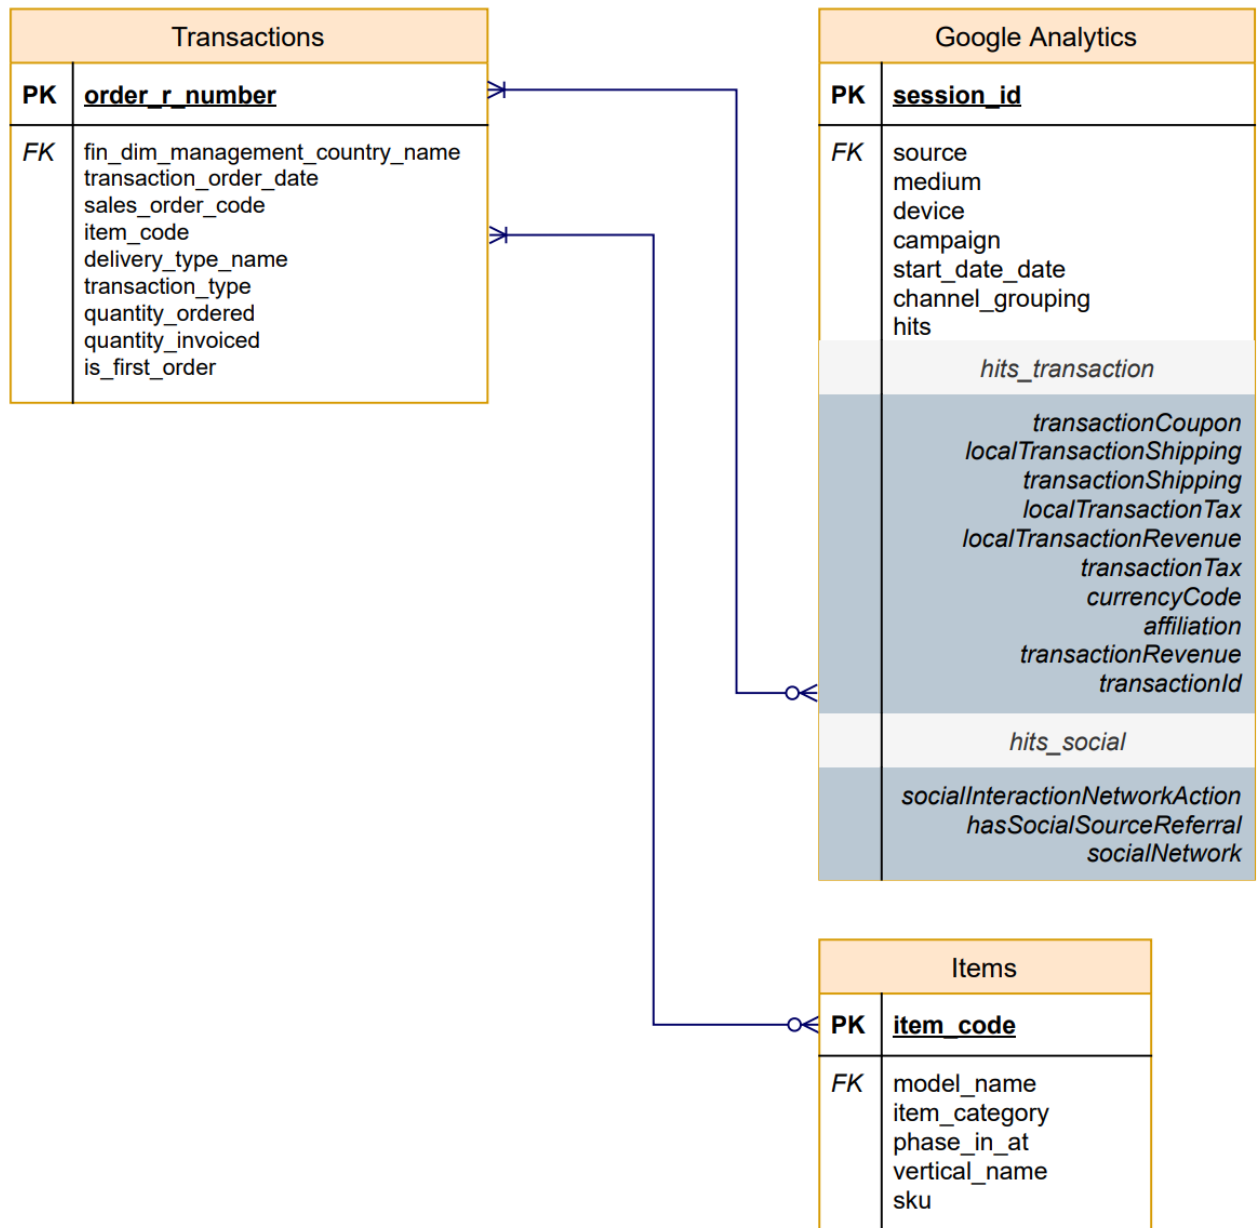 Transactions
PK order_r_number
FK fin_dim_management_country_name
transaction_order_date
sales_order_code
item_code
delivery_type_name
transaction_type
quantity_ordered
quantity_invoiced
is_first_order
Google Analytics
PK session_id
FK source
medium
device
campaign
start_date_date
channel_grouping
hits
hits_transaction
transactionCoupon
localTransactionShipping
transactionShipping
localTransactionTax
localTransactionRevenue
transactionTax
currencyCode
affiliation
transactionRevenue
transactionId
hits_social
socialInteractionNetworkAction
hasSocialSourceReferral
socialNetwork
Items
PK item_code
FK model_name
item_category
phase_in_at
vertical_name
sku